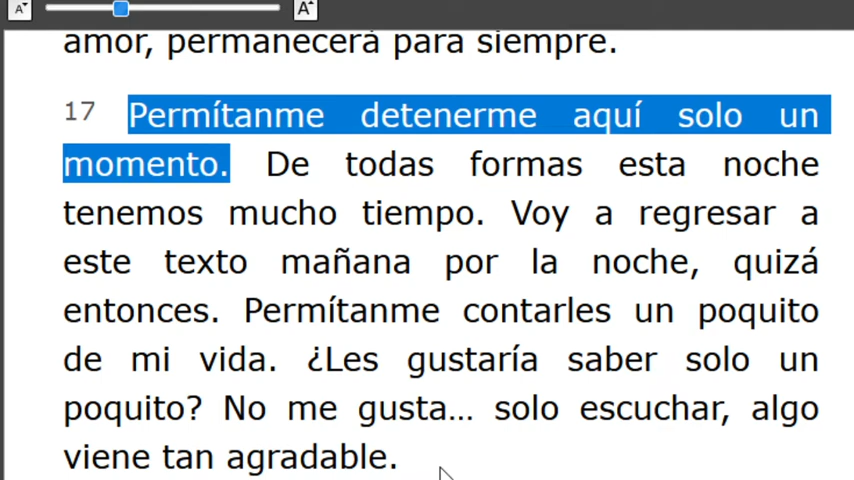 amor, permanecerá para siempre.
17 Permítanme detenerme aquí solo un
momento. De todas formas esta noche
tenemos mucho tiempo. Voy a regresar a
este texto mañana por la noche, quizá
entonces. Permítanme contarles un poquito
de mi vida. ¿Les gustaría saber solo un
poquito? No me gusta... solo escuchar, algo
viene tan agradable.